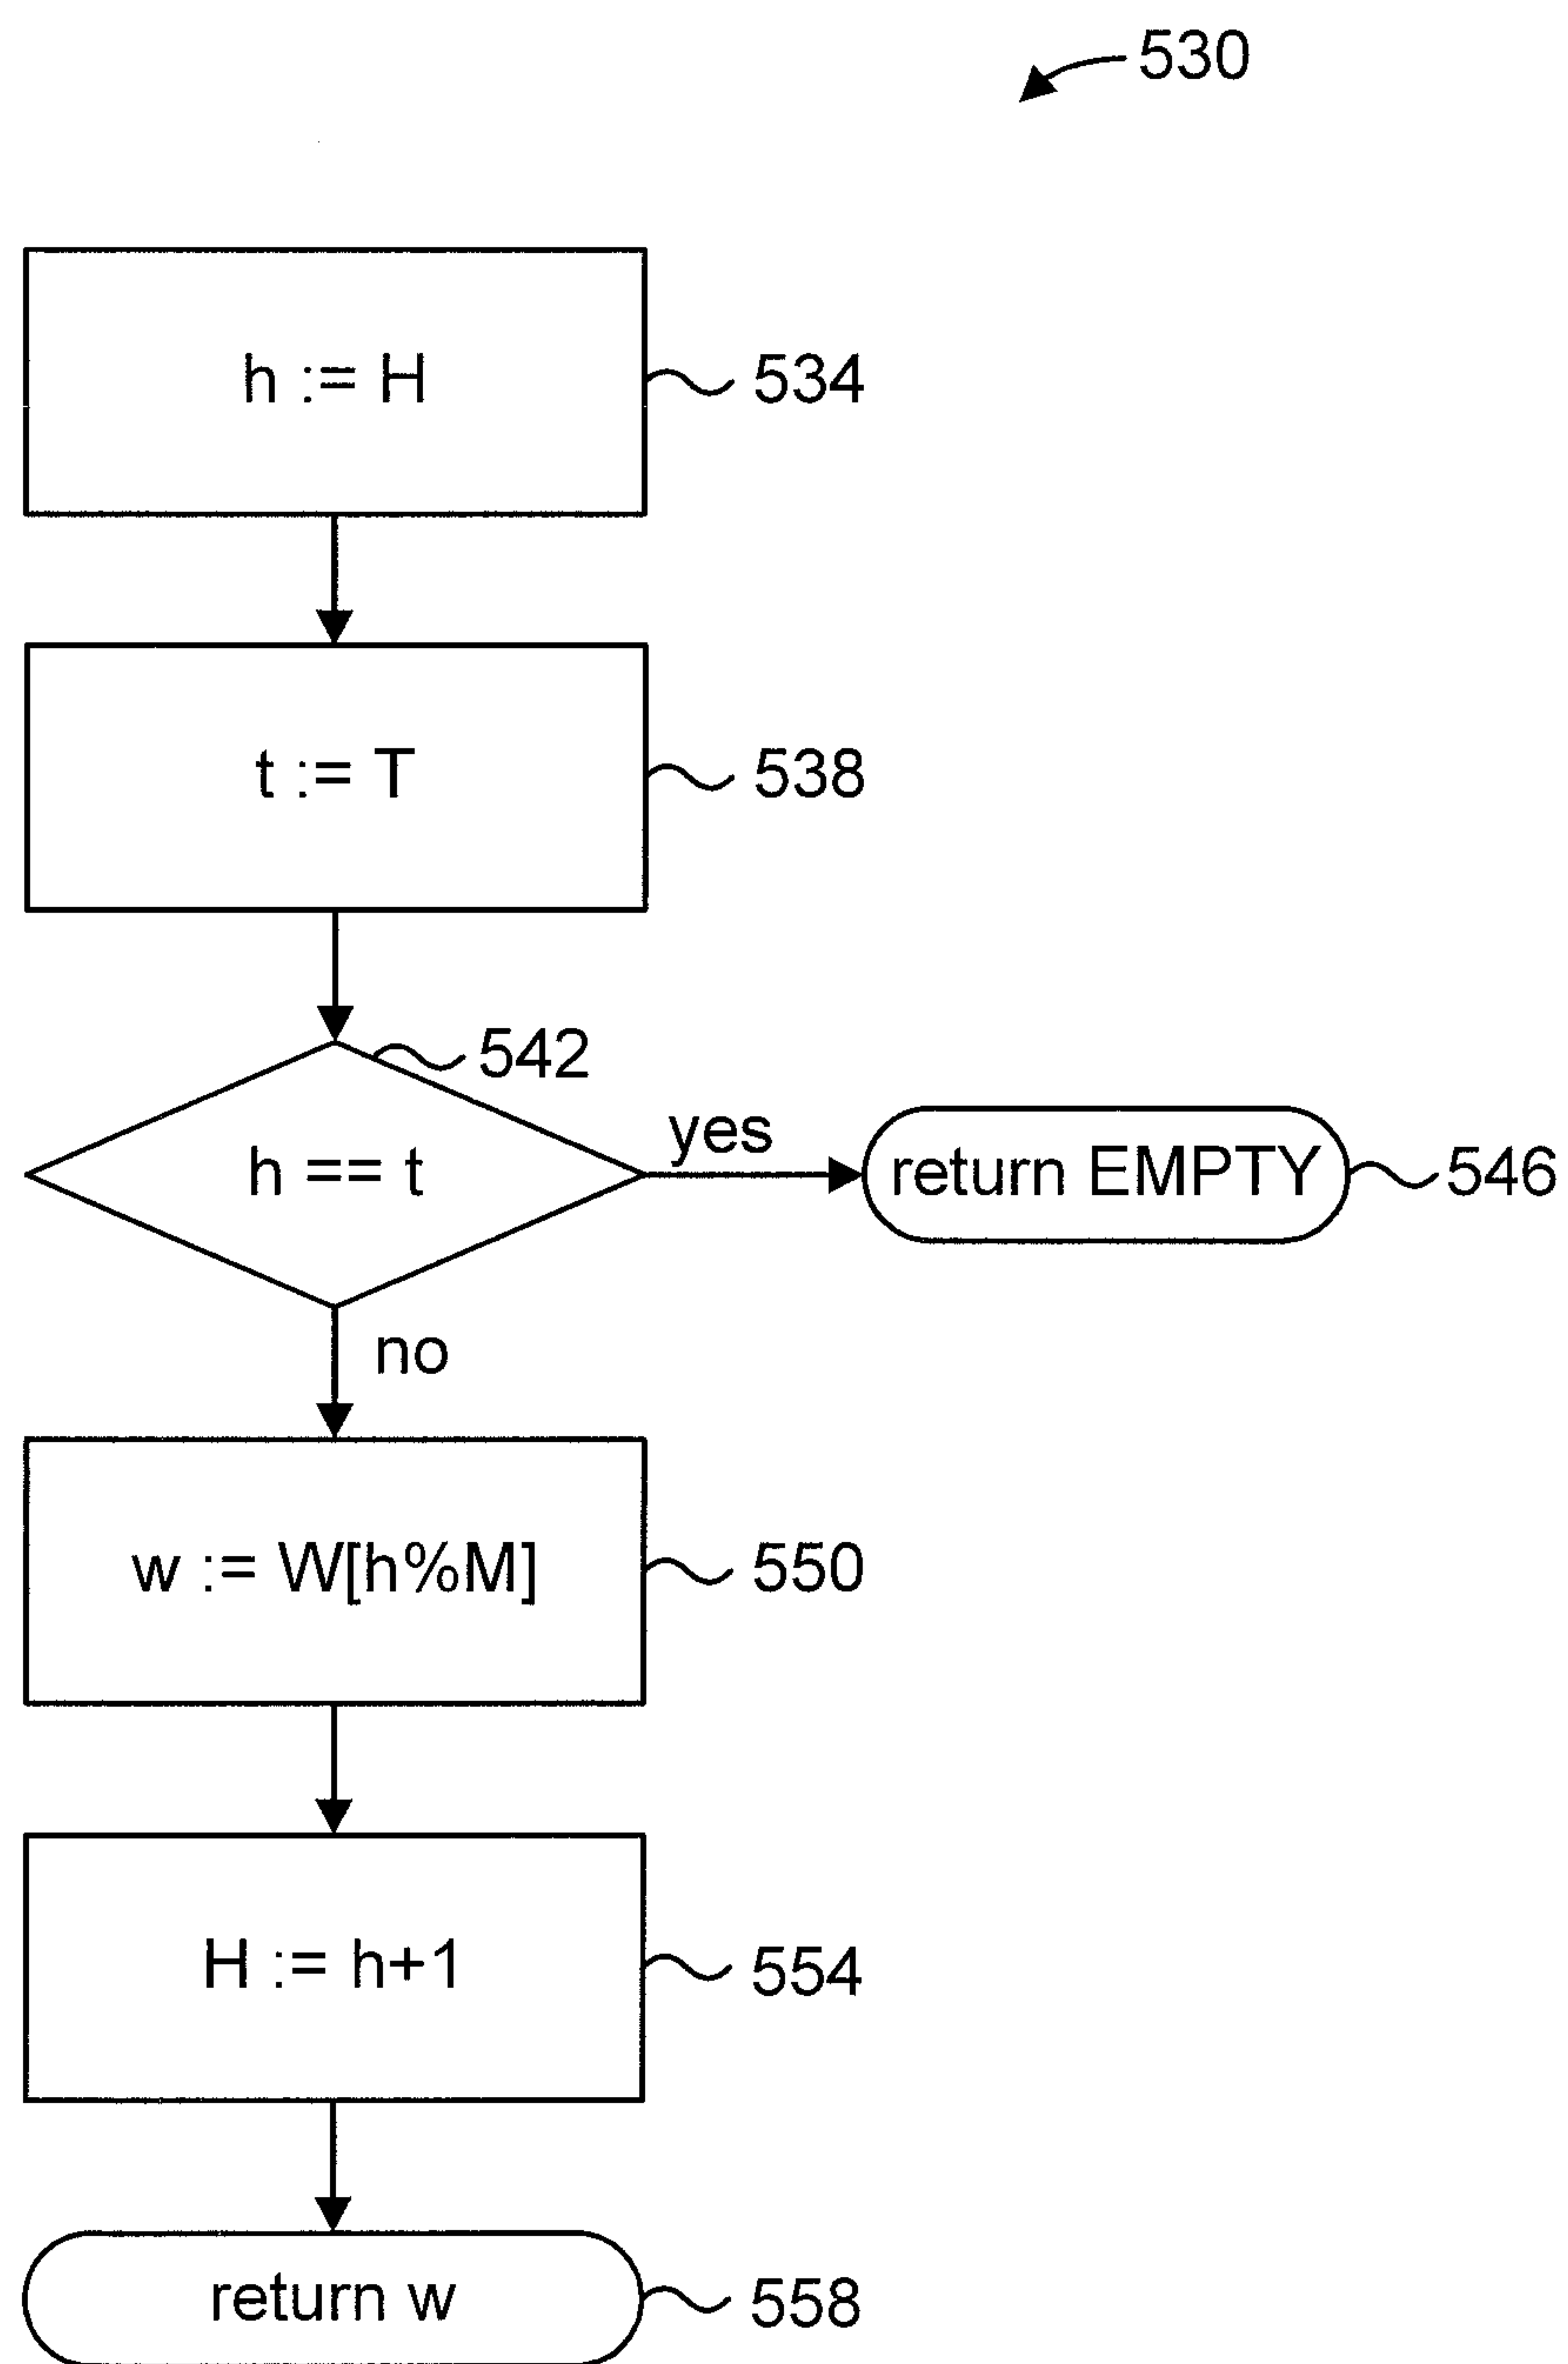 530
h := H
534
t := T
538
542
h == t
yes
return EMPTY
546
no
w := W[h%M]
550
H := h+1
554
return w
558